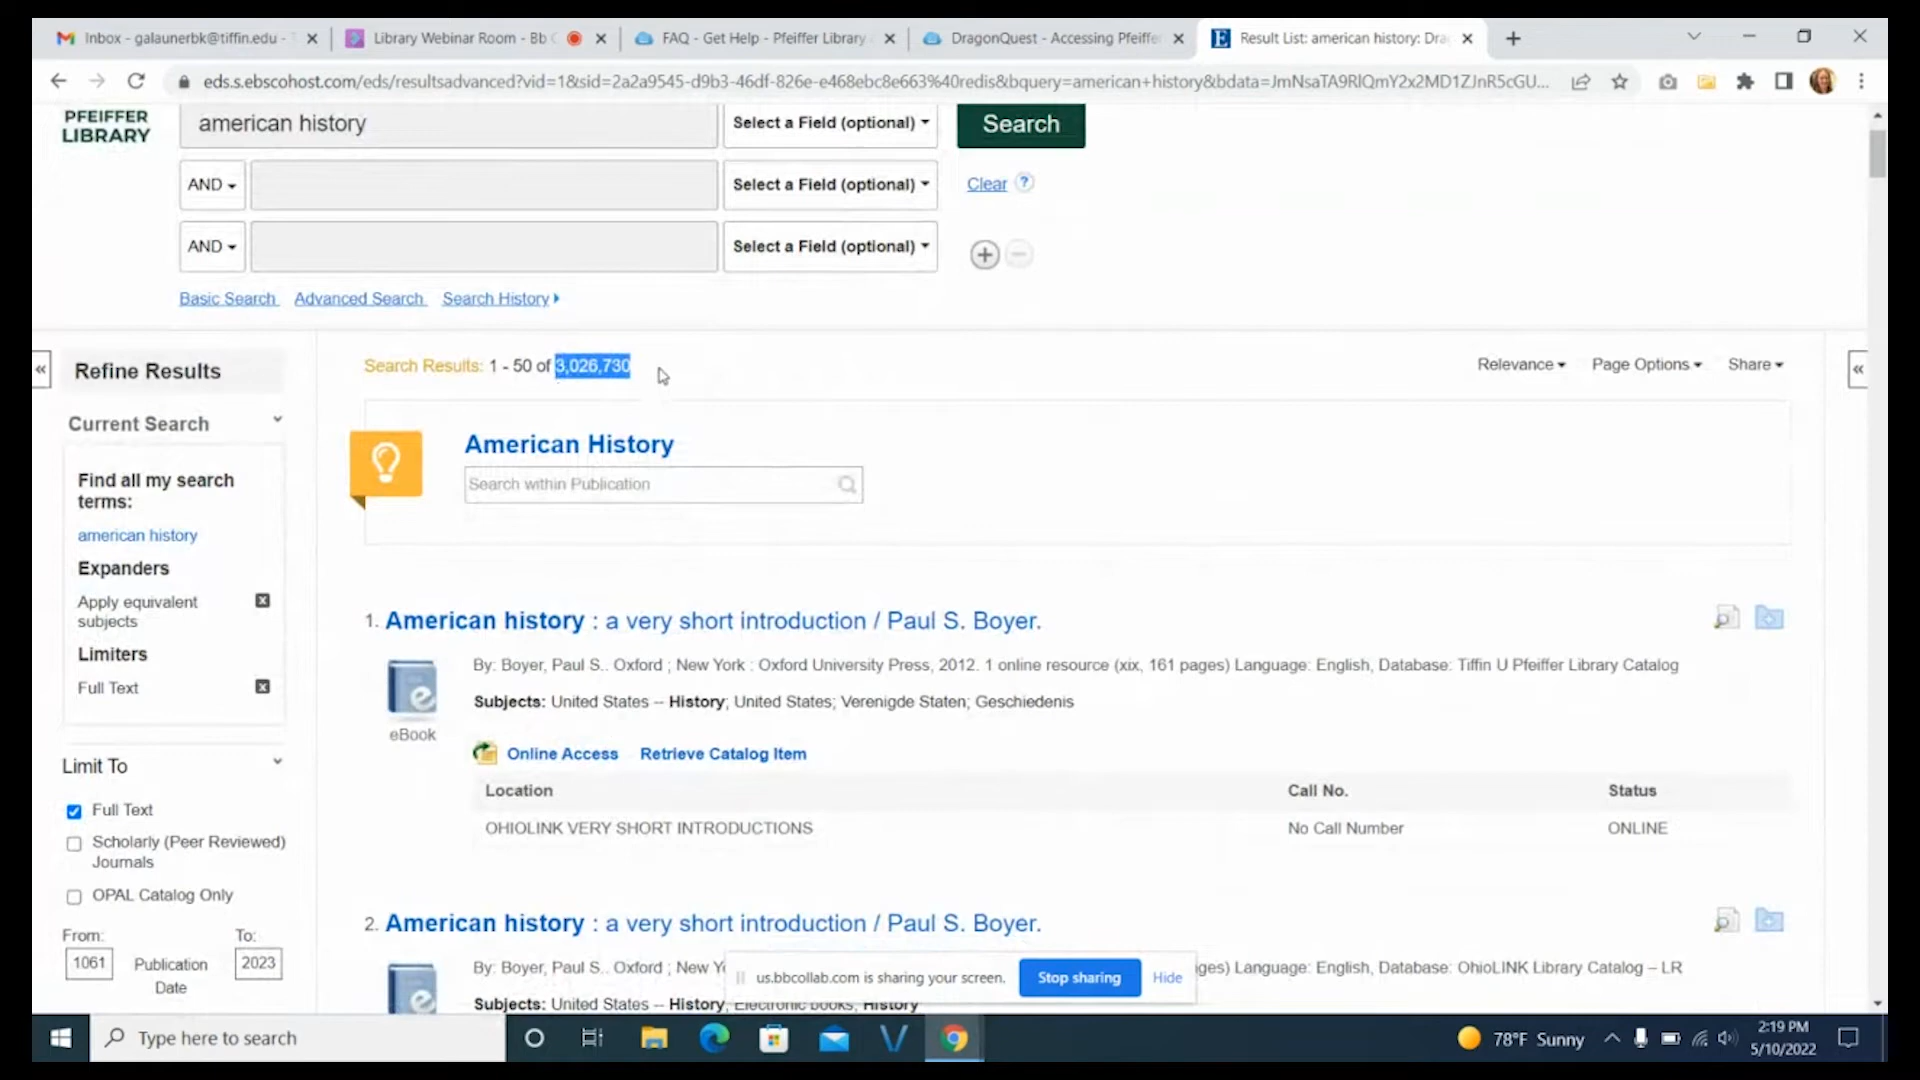 Inbox - galaunerbk@tiffin.edu -
Library Webinar Room - Bb
FAQ - Get Help - Pfeiffer Library
DragonQuest - Accessing Pfeiffe
Result List: american history: Dra
eds.s.ebscohost.com/eds/resultsadvanced?vid=1&sid=2a2a9545-d9b3-46df-826e-e468ebc8e663%40redis&bquery=american+history&bdata=JmNsaTA9RlQmY2x2MD1ZJnR5cGU...
PFEIFFER
LIBRARY
american history
Select a Field (optional)
Search
AND
Select a Field (optional)
Clear
?
AND
Select a Field (optional)
Basic Search
Advanced Search
Search History
Refine Results
Search Results: 1 - 50 of 3,026,730
Relevance
Page Options
Share
Current Search
Find all my search
terms:
american history
Expanders
Apply equivalent
subjects
Limiters
Full Text
Limit To
Full Text
Scholarly (Peer Reviewed)
Journals
OPAL Catalog Only
From:
To:
1061
Publication
Date
2023
American History
Search within Publication
1. American history : a very short introduction / Paul S. Boyer.
By: Boyer, Paul S.. Oxford ; New York : Oxford University Press, 2012. 1 online resource (xix, 161 pages) Language: English, Database: Tiffin U Pfeiffer Library Catalog
Subjects: United States -- History; United States; Verenigde Staten; Geschiedenis
eBook
Online Access
Retrieve Catalog Item
Location
Call No.
Status
OHIOLINK VERY SHORT INTRODUCTIONS
No Call Number
ONLINE
2. American history : a very short introduction / Paul S. Boyer.
By: Boyer, Paul S.. Oxford ; New Y
ges) Language: English, Database: OhioLINK Library Catalog – LR
Subjects: United States -- History; Electronic books; History
us.bbcollab.com is sharing your screen.
Stop sharing
Hide
Type here to search
78°F Sunny
2:19 PM
5/10/2022